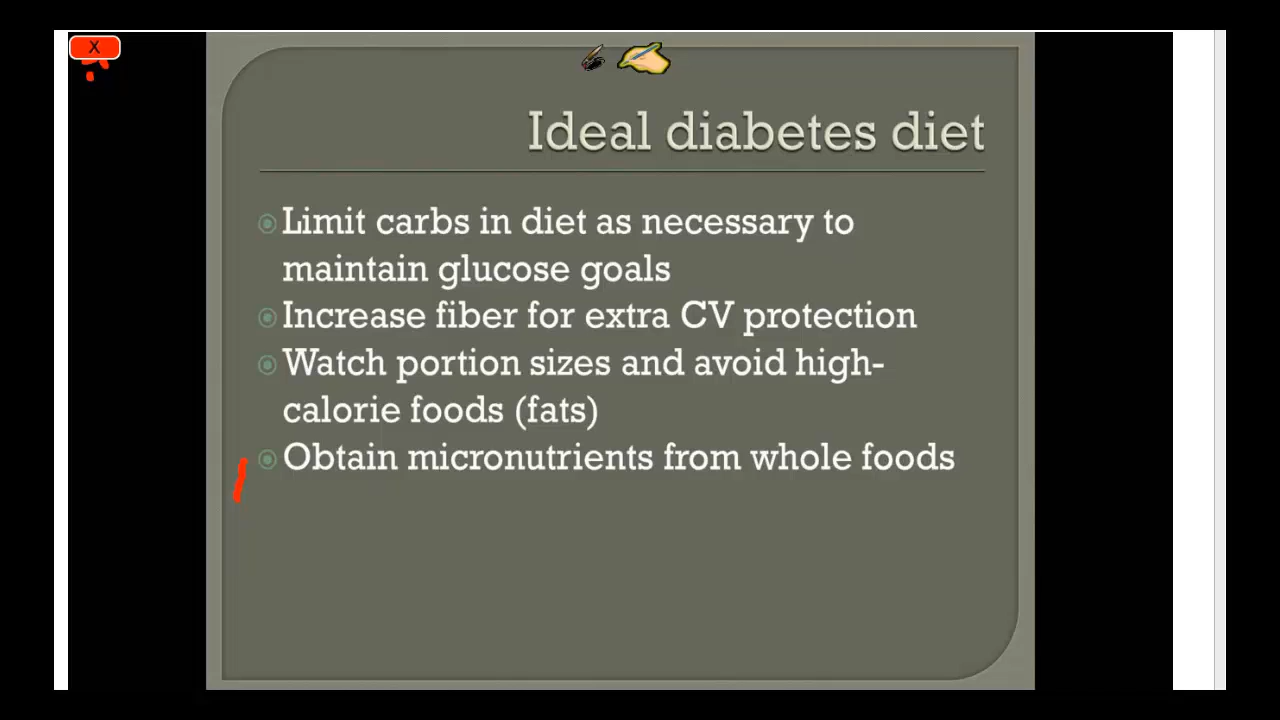 X
Ideal diabetes diet
Limit carbs in diet as necessary to
maintain glucose goals
Increase fiber for extra CV protection
Watch portion sizes and avoid high-
calorie foods (fats)
Obtain micronutrients from whole foods